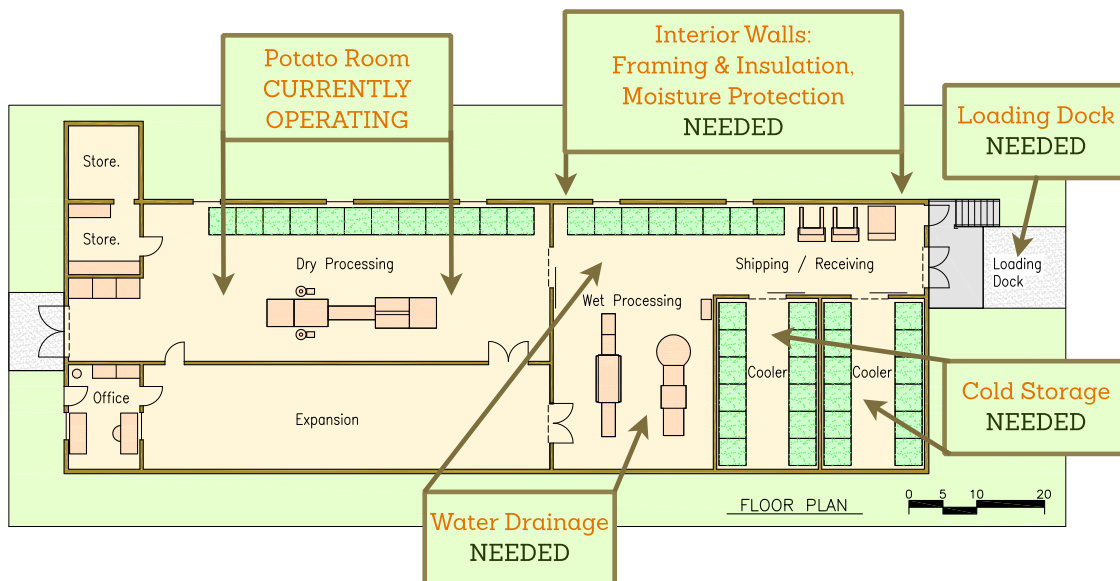 Potato Room
CURRENTLY
OPERATING
Interior Walls:
Framing & Insulation,
Moisture Protection
NEEDED
Loading Dock
NEEDED
Store.
Store.
Dry Processing
Shipping / Receiving
Loading
Dock
Wet Processing
Cooler
Cooler
Office
Expansion
Cold Storage
NEEDED
Water Drainage
NEEDED
FLOOR PLAN
0 5 10 20